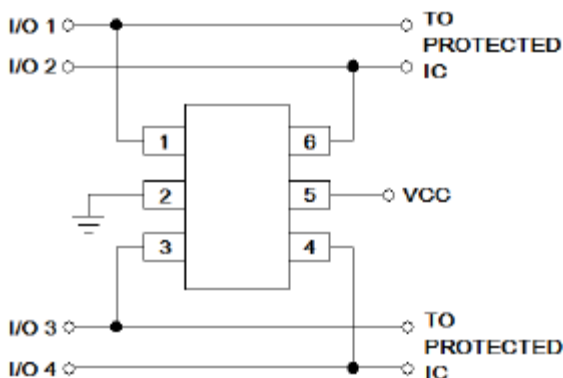 I/O 1
TO
PROTECTED
I/O 2
IC
1
6
2
5
VCC
3
4
I/O 3
TO
PROTECTED
I/O 4
IC